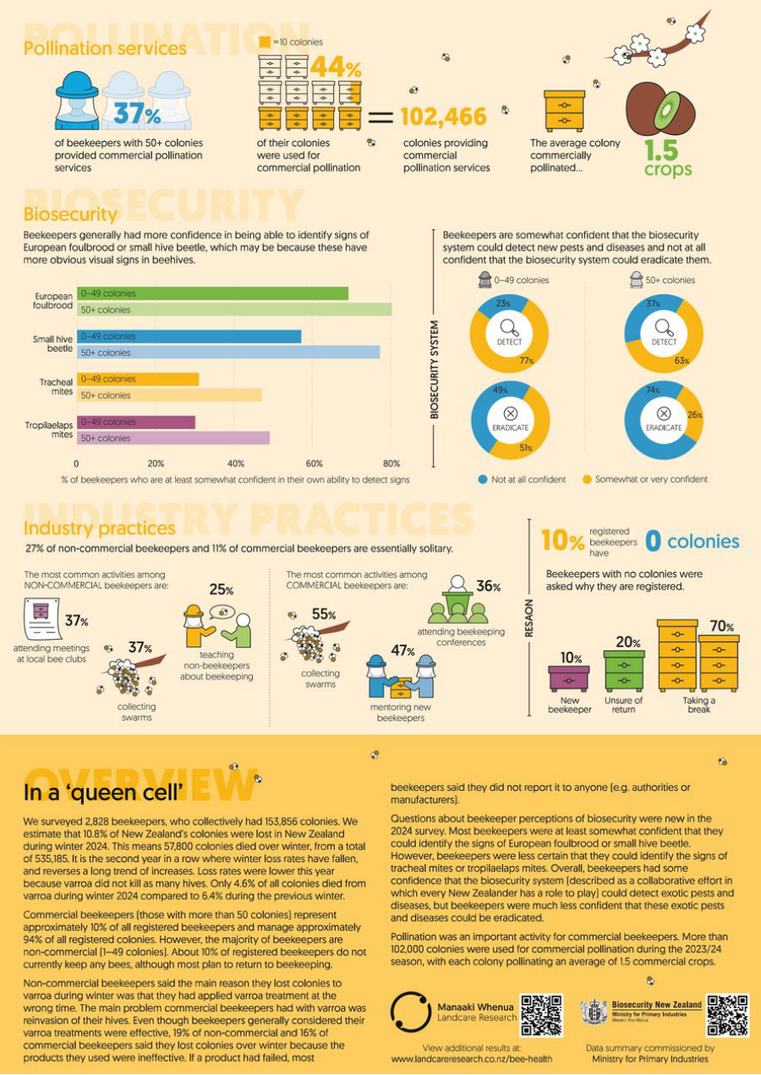 POLLINATION
Pollination services
=10 colonies
37%
of beekeepers with 50+ colonies
provided commercial pollination
services
44%
of their colonies
were used for
commercial pollination
=
102,466
colonies providing
commercial
pollination services
The average colony
commercially
pollinated...
1.5
crops
BIOSECURITY
Biosecurity
Beekeepers generally had more confidence in being able to identify signs of
European foulbrood or small hive beetle, which may be because these have
more obvious visual signs in beehives.
European
foulbrood
0–49 colonies
50+ colonies
Small hive
beetle
0–49 colonies
50+ colonies
Tracheal
mites
0–49 colonies
50+ colonies
Tropilaelaps
mites
0–49 colonies
50+ colonies
0 20% 40% 60% 80%
% of beekeepers who are at least somewhat confident in their own ability to detect signs
BIOSECURITY SYSTEM
Beekeepers are somewhat confident that the biosecurity
system could detect new pests and diseases and not at all
confident that the biosecurity system could eradicate them.
0–49 colonies
50+ colonies
23%
DETECT
77%
37%
DETECT
63%
49%
ERADICATE
51%
74%
ERADICATE
26%
Not at all confident
Somewhat or very confident
INDUSTRY PRACTICES
Industry practices
27% of non-commercial beekeepers and 11% of commercial beekeepers are essentially solitary.
The most common activities among
NON-COMMERCIAL beekeepers are:
37%
attending meetings
at local bee clubs
37%
collecting
swarms
25%
teaching
non-beekeepers
about beekeeping
The most common activities among
COMMERCIAL beekeepers are:
55%
collecting
swarms
47%
mentoring new
beekeepers
36%
attending beekeeping
conferences
RESAON
10%
registered
beekeepers
have
0 colonies
Beekeepers with no colonies were
asked why they are registered.
10%
New
beekeeper
20%
Unsure of
return
70%
Taking a
break
OVERVIEW
In a ‘queen cell’
We surveyed 2,828 beekeepers, who collectively had 153,856 colonies. We
estimate that 10.8% of New Zealand's colonies were lost in New Zealand
during winter 2024. This means 57,800 colonies died over winter, from a total
of 535,185. It is the second year in a row where winter loss rates have fallen,
and reverses a long trend of increases. Loss rates were lower this year
because varroa did not kill as many hives. Only 4.6% of all colonies died from
varroa during winter 2024 compared to 6.4% during the previous winter.
Commercial beekeepers (those with more than 50 colonies) represent
approximately 10% of all registered beekeepers and manage approximately
94% of all registered colonies. However, the majority of beekeepers are
non-commercial (1–49 colonies). About 10% of registered beekeepers do not
currently keep any bees, although most plan to return to beekeeping.
Non-commercial beekeepers said the main reason they lost colonies to
varroa during winter was that they had applied varroa treatment at the
wrong time. The main problem commercial beekeepers had with varroa was
reinvasion of their hives. Even though beekeepers generally considered their
varroa treatments were effective, 19% of non-commercial and 16% of
commercial beekeepers said they lost colonies over winter because the
products they used were ineffective. If a product had failed, most
beekeepers said they did not report it to anyone (e.g. authorities or
manufacturers).
Questions about beekeeper perceptions of biosecurity were new in the
2024 survey. Most beekeepers were at least somewhat confident that they
could identify the signs of European foulbrood or small hive beetle.
However, beekeepers were less certain that they could identify the signs of
tracheal mites or tropilaelaps mites. Overall, beekeepers had some
confidence that the biosecurity system (described as a collaborative effort in
which every New Zealander has a role to play) could detect exotic pests and
diseases, but beekeepers were much less confident that these exotic pests
and diseases could be eradicated.
Pollination was an important activity for commercial beekeepers. More than
102,000 colonies were used for commercial pollination during the 2023/24
season, with each colony pollinating an average of 1.5 commercial crops.
Manaaki Whenua
Landcare Research
Biosecurity New Zealand
Ministry for Primary Industries
View additional results at:
www.landcareresearch.co.nz/bee-health
Data summary commissioned by
Ministry for Primary Industries